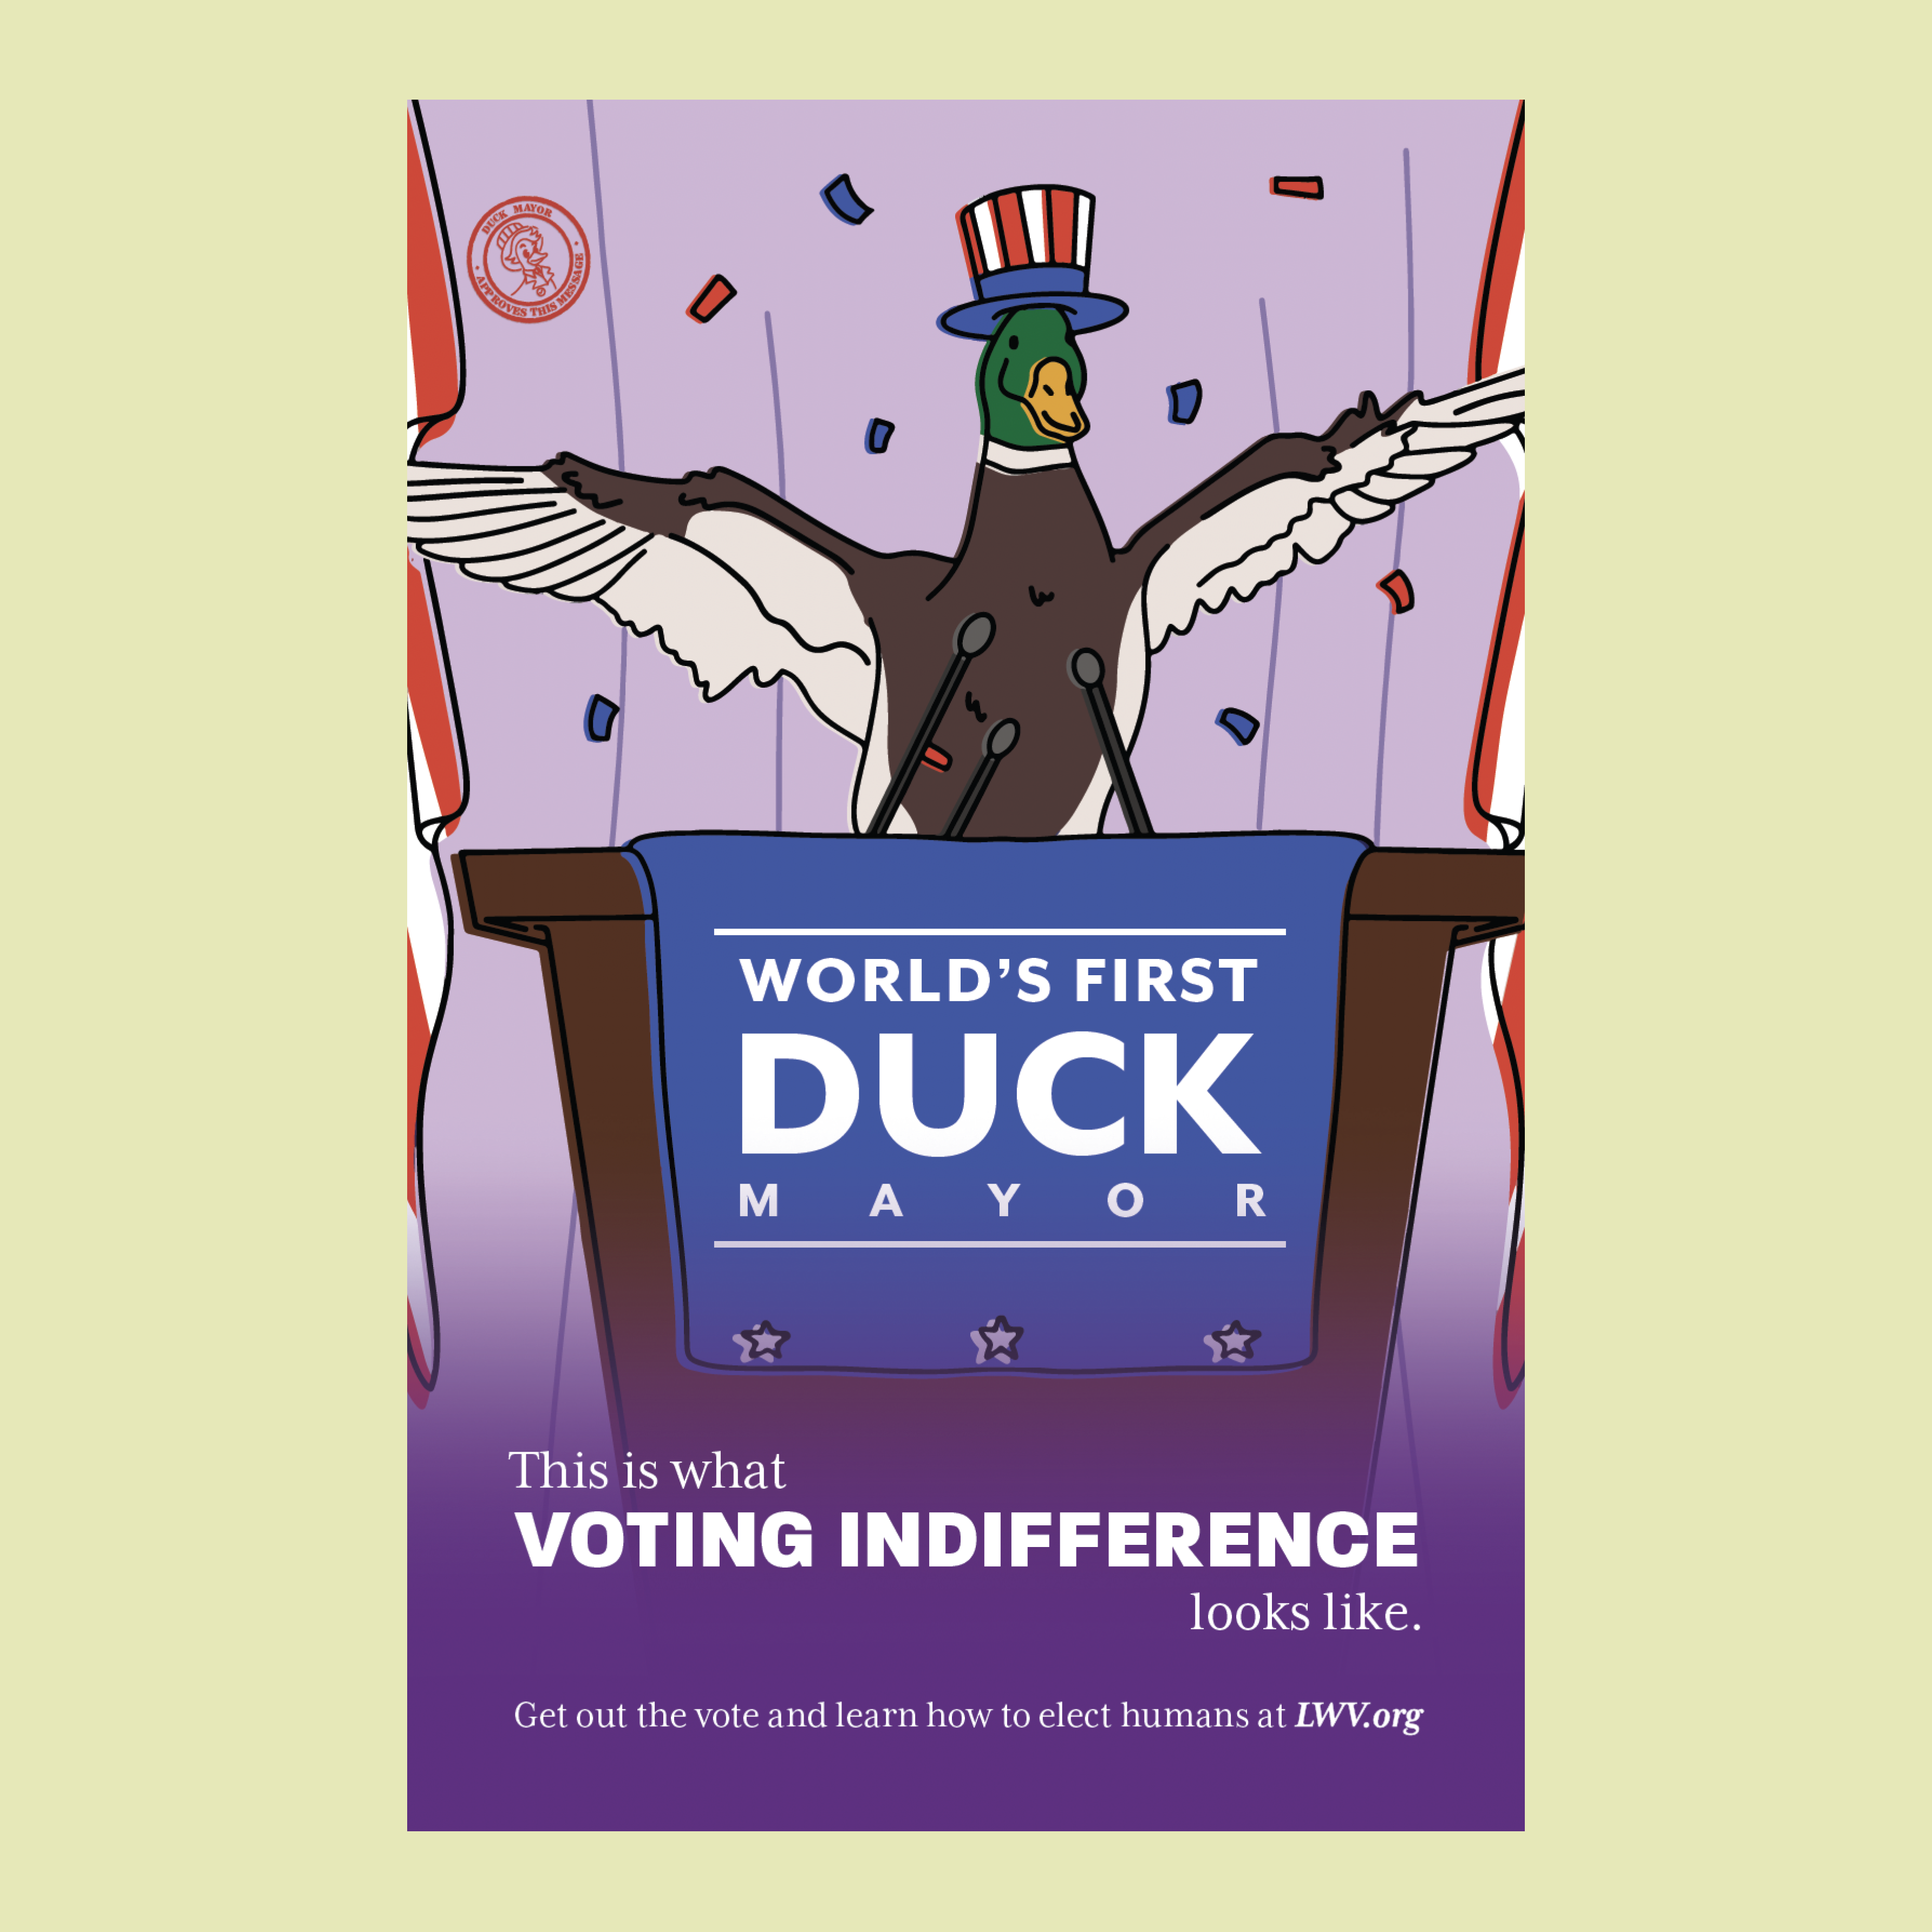 DUCK MAYOR
• APPROVES THIS MESSAGE •
WORLD’S FIRST
DUCK
MAYOR
This is what
VOTING INDIFFERENCE
looks like.
Get out the vote and learn how to elect humans at LWV.org